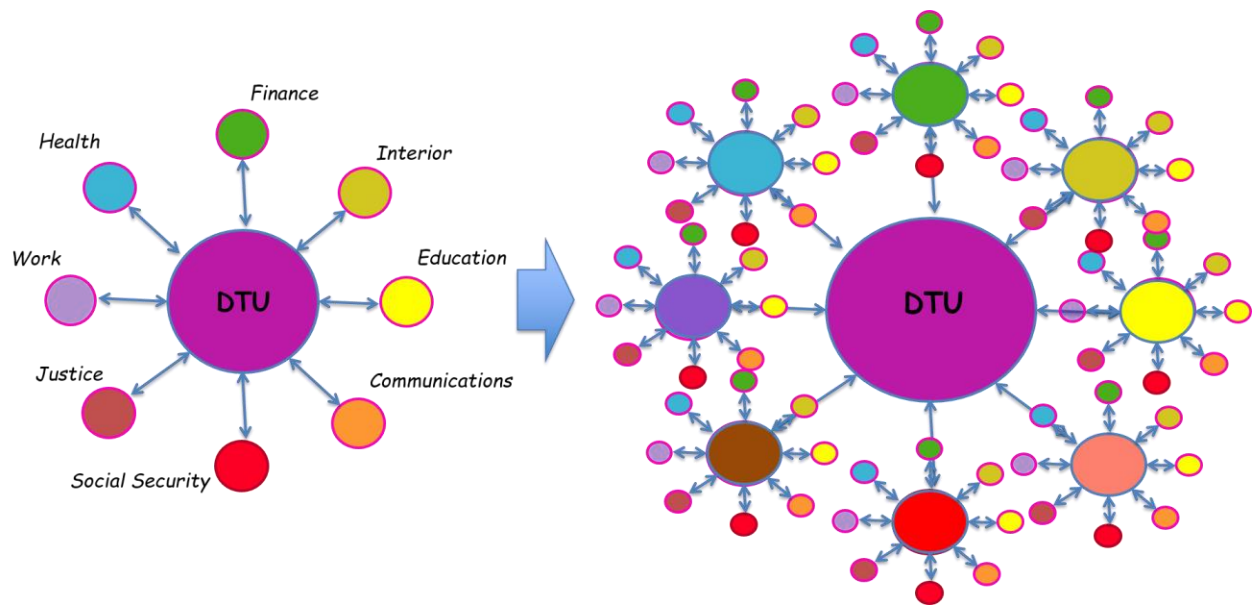 Finance
Health
Interior
Work
Education
DTU
DTU
Justice
Communications
Social Security